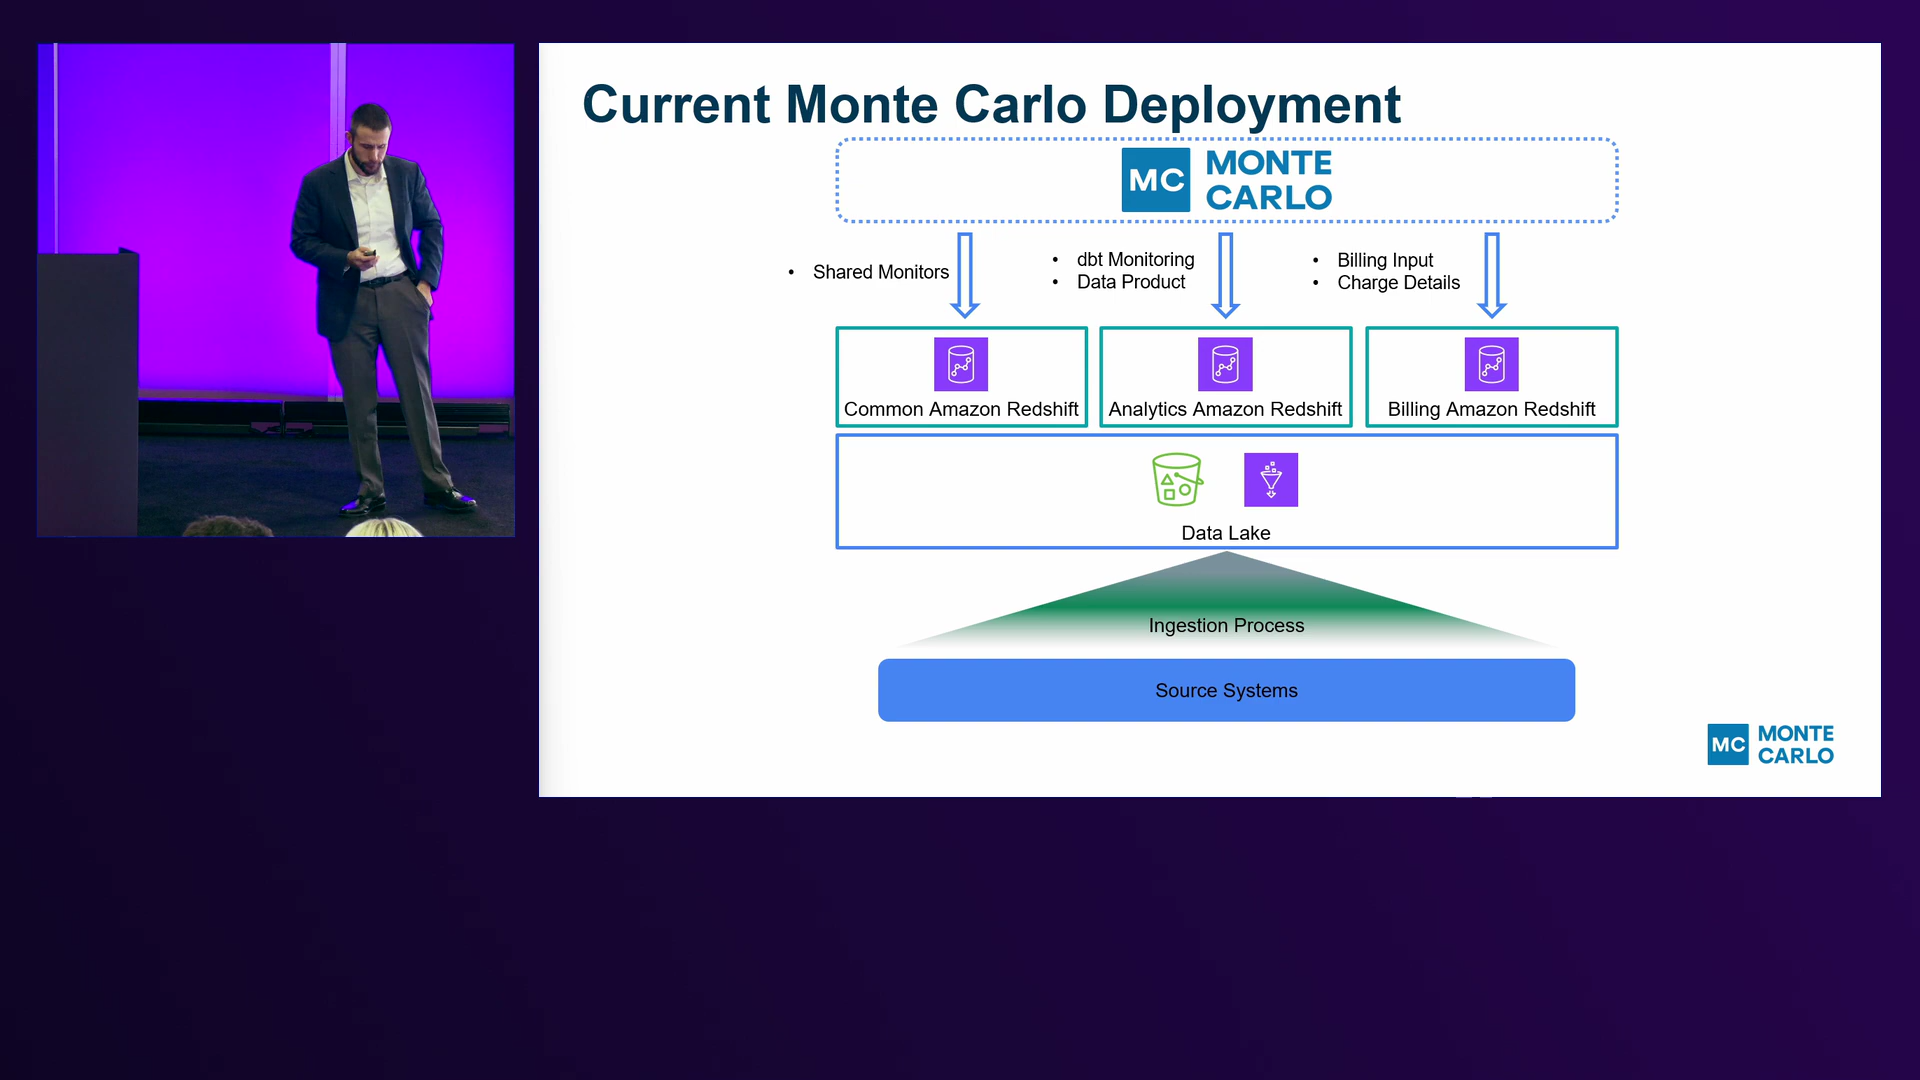 Current Monte Carlo Deployment
MC MONTE
CARLO
• Shared Monitors
• dbt Monitoring
• Data Product
• Billing Input
• Charge Details
Common Amazon Redshift
Analytics Amazon Redshift
Billing Amazon Redshift
Data Lake
Ingestion Process
Source Systems
MC MONTE
CARLO